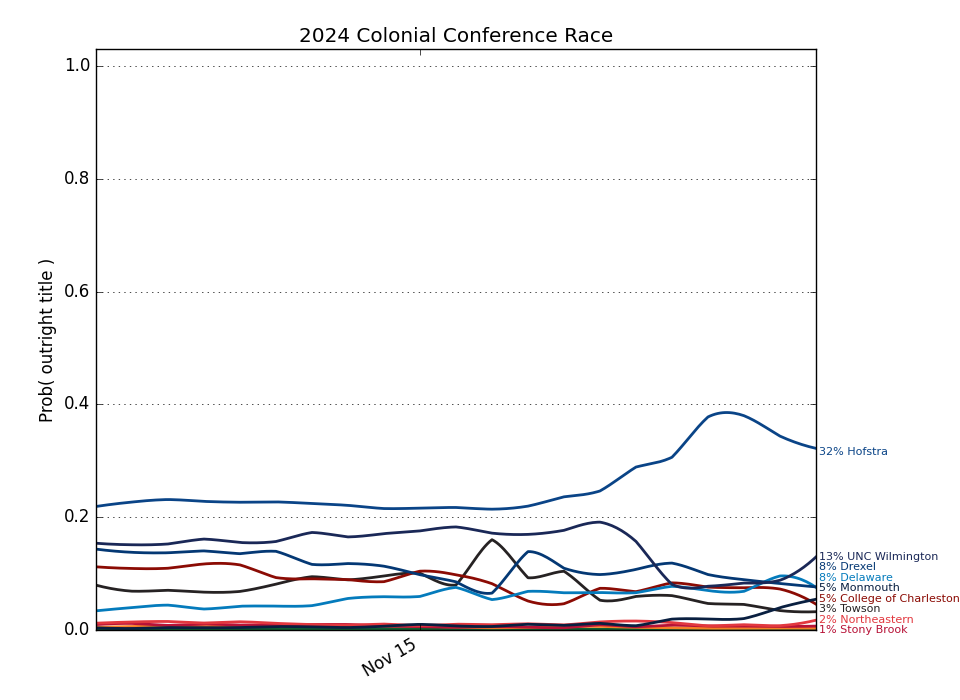 2024 Colonial Conference Race
Prob( outright title )
1.0
0.8
0.6
0.4
0.2
0.0
Nov 15
32% Hofstra
13% UNC Wilmington
8% Drexel
8% Delaware
5% Monmouth
5% College of Charleston
3% Towson
2% Northeastern
1% Stony Brook